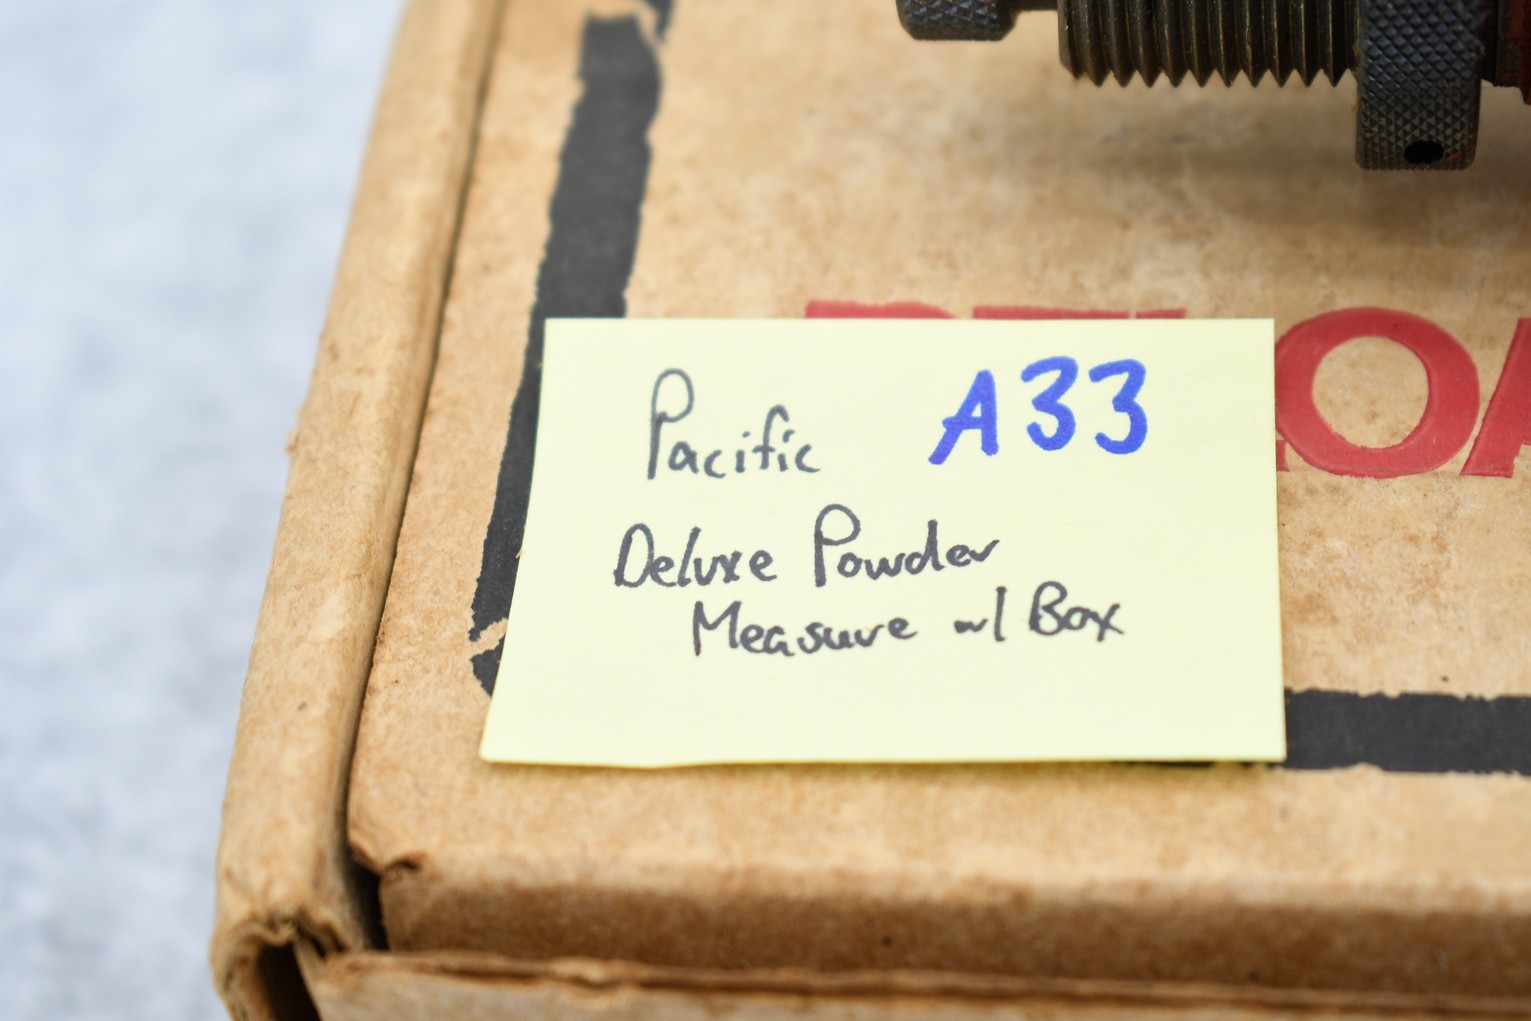 Pacific A33
Deluxe Powder
Measure w/ Box